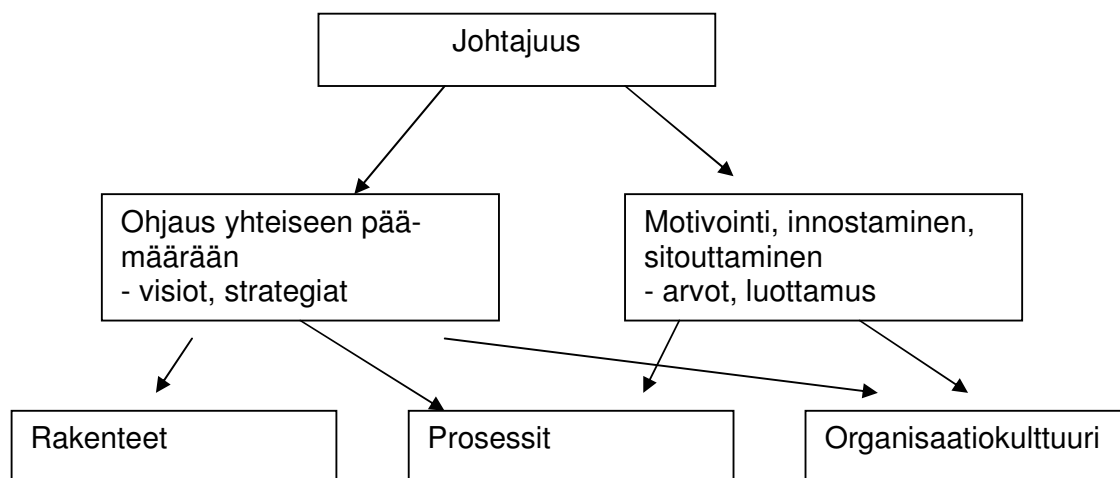 Johtajuus
Ohjaus yhteiseen pää-
määrään
- visiot, strategiat
Motivointi, innostaminen,
sitouttaminen
- arvot, luottamus
Rakenteet
Prosessit
Organisaatiokulttuuri